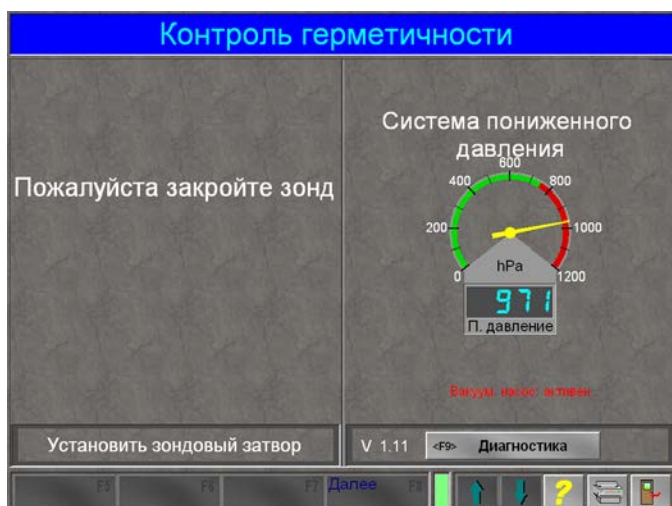 Контроль герметичности
Пожалуйста закройте зонд
Система пониженного
давления
600
400
800
200
1000
0
hPa
1200
971
П. давление
Вакуум. насос: активен
Установить зондовый затвор
V. 1.11
<F9> Диагностика
F5
F6
F7
Далее
F8
?